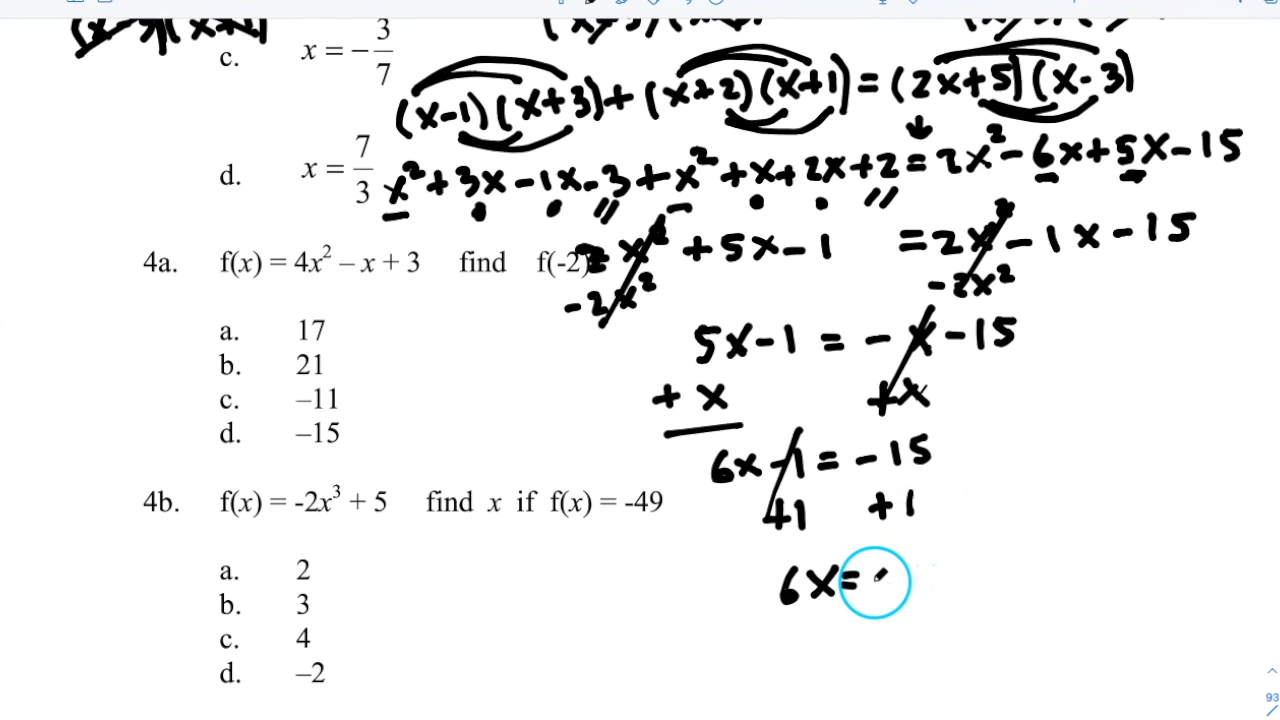 c. x = -3/7
(x-1)(x+3)+(x+2)(x+1)=(2x+5)(x-3)
d. x = 7/3
x²+3x-1x-3+x²+x+2x+2=2x²-6x+5x-15
2x²+5x-1 =2x²-1x-15
-2x² -2x²
4a. f(x) = 4x² – x + 3 find f(-2)
5x-1 = -x-15
a. 17
b. 21
+x +x
c. –11
d. –15
6x-1=-15
4b. f(x) = -2x³ + 5 find x if f(x) = -49
+1 +1
6x=
a. 2
b. 3
c. 4
d. –2
93